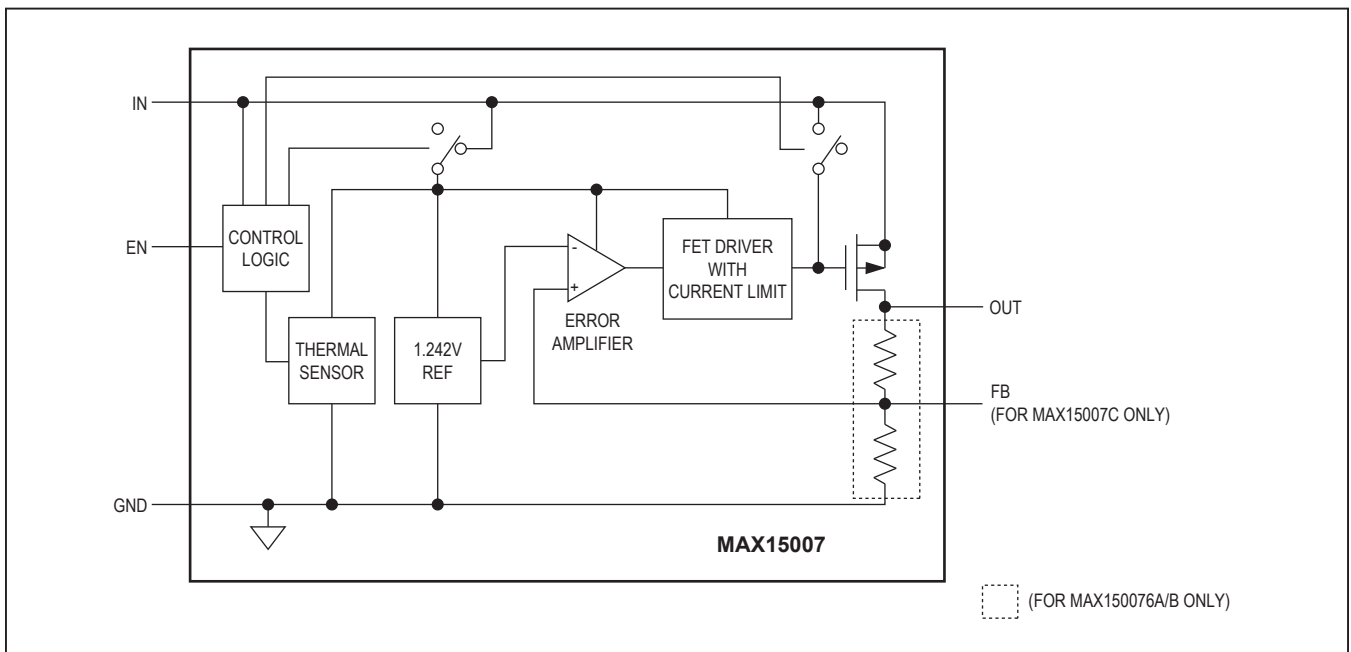 IN
EN
CONTROL
LOGIC
-
+
ERROR
AMPLIFIER
FET DRIVER
WITH
CURRENT LIMIT
OUT
THERMAL
SENSOR
1.242V
REF
FB
(FOR MAX15007C ONLY)
GND
MAX15007
(FOR MAX150076A/B ONLY)